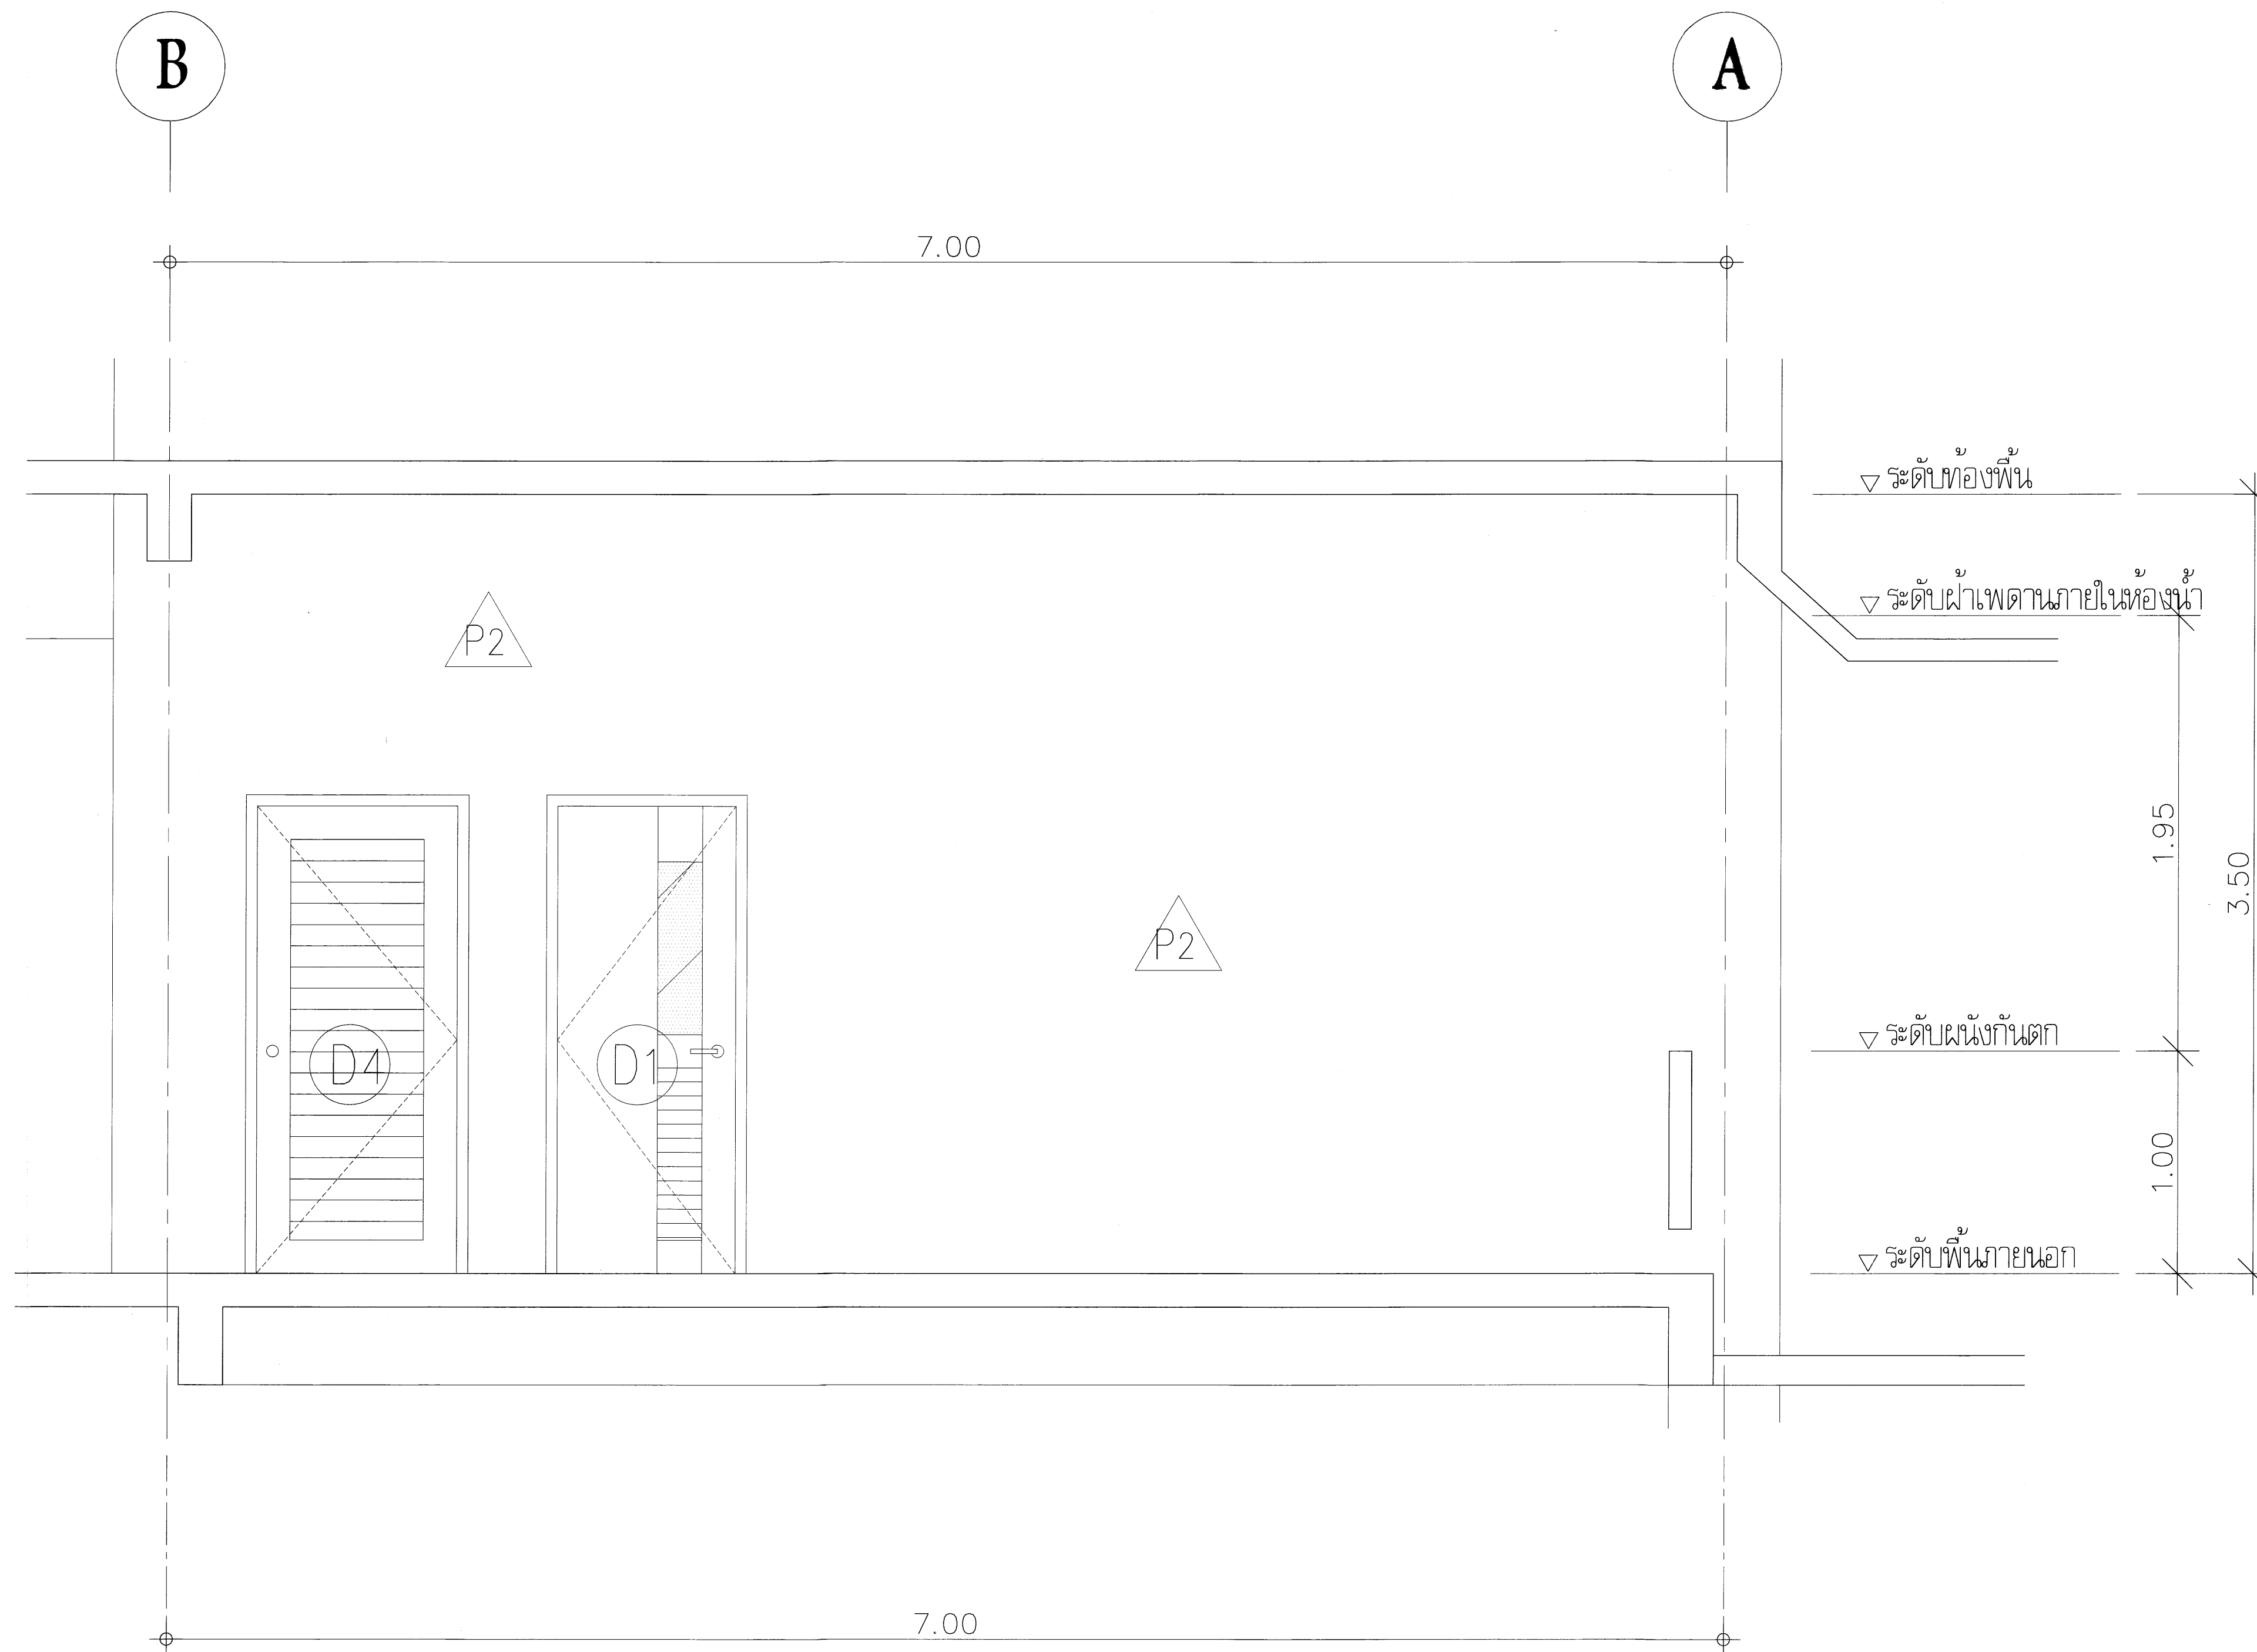 B
A
7.00
ระดับท้องพื้น
ระดับฝ้าเพดานภายในห้องน้ำ
P2
1.95
3.50
P2
ระดับผนังกันตก
D4
D1
1.00
ระดับพื้นภายนอก
7.00